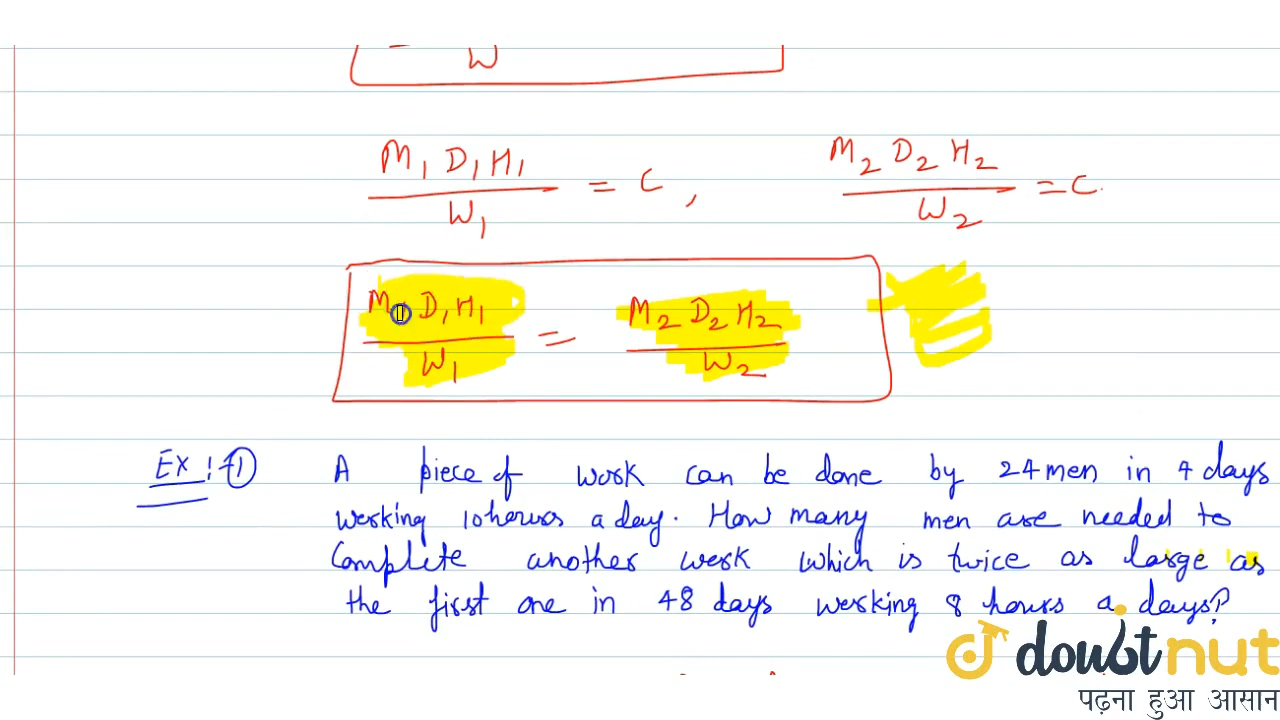 W
M₁ D₁ H₁ / W₁ = C , M₂ D₂ H₂ / W₂ = C.
M₁ D₁ H₁ / W₁ = M₂ D₂ H₂ / W₂
Ex:-① A piece of work can be done by 24 men in 4 days
working 10 hours a day. How many men are needed to
Complete another work which is twice as large as
the first one in 48 days working 8 hours a days?
doubtnut
पढ़ना हुआ आसान